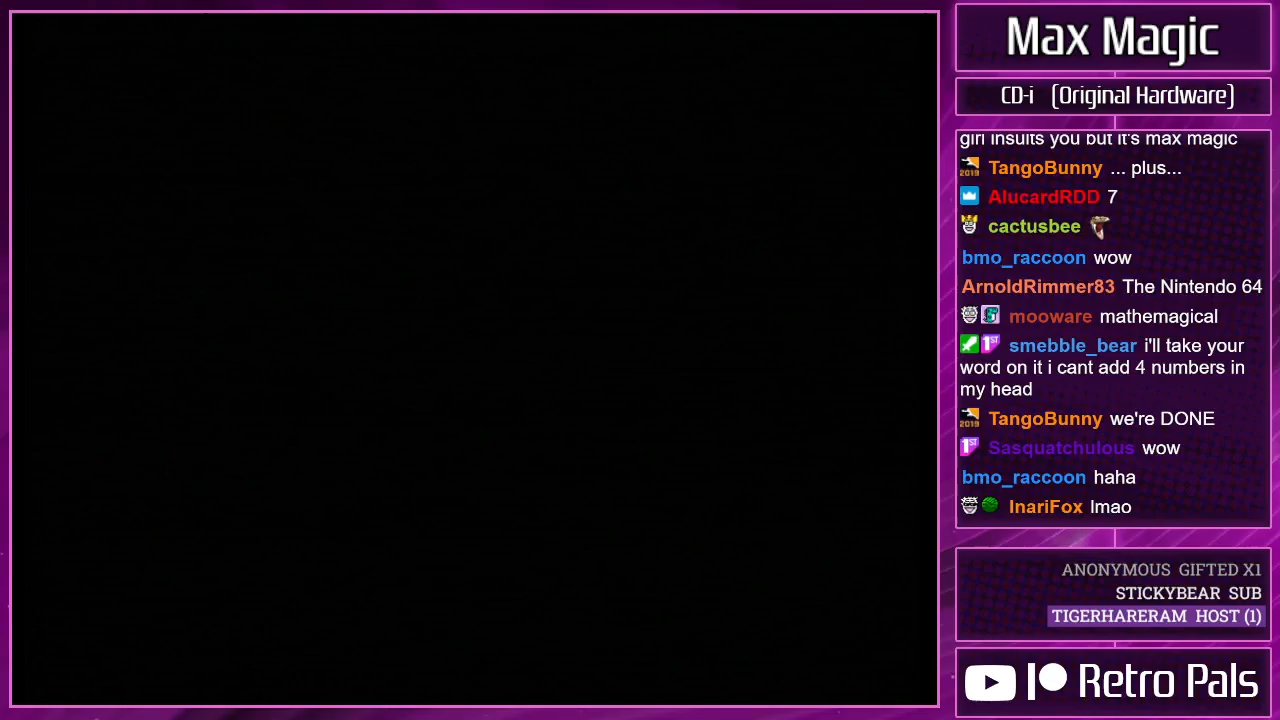 Max Magic
CD-i (Original Hardware)
girl insults you but it's max magic
TangoBunny ... plus...
AlucardRDD 7
cactusbee
bmo_raccoon wow
ArnoldRimmer83 The Nintendo 64
mooware mathemagical
smebble_bear i'll take your
word on it i cant add 4 numbers in
my head
TangoBunny we're DONE
Sasquatchulous wow
bmo_raccoon haha
InariFox lmao
ANONYMOUS GIFTED X1
STICKYBEAR SUB
TIGERHARERAM HOST (1)
Retro Pals